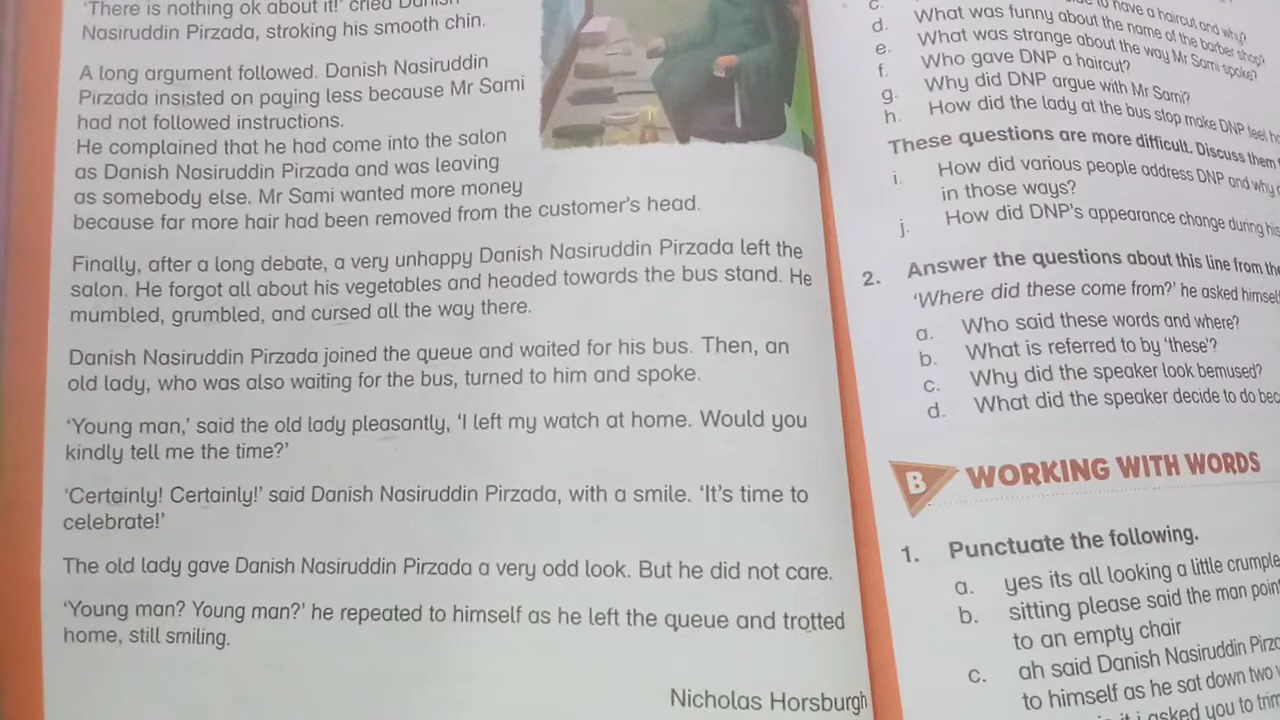 'There is nothing ok about it!' cried Danish
Nasiruddin Pirzada, stroking his smooth chin.
A long argument followed. Danish Nasiruddin
Pirzada insisted on paying less because Mr Sami
had not followed instructions.
He complained that he had come into the salon
as Danish Nasiruddin Pirzada and was leaving
as somebody else. Mr Sami wanted more money
because far more hair had been removed from the customer's head.
Finally, after a long debate, a very unhappy Danish Nasiruddin Pirzada left the
salon. He forgot all about his vegetables and headed towards the bus stand. He
mumbled, grumbled, and cursed all the way there.
Danish Nasiruddin Pirzada joined the queue and waited for his bus. Then, an
old lady, who was also waiting for the bus, turned to him and spoke.
'Young man,' said the old lady pleasantly, 'I left my watch at home. Would you
kindly tell me the time?'
'Certainly! Certainly!' said Danish Nasiruddin Pirzada, with a smile. 'It's time to
celebrate!'
The old lady gave Danish Nasiruddin Pirzada a very odd look. But he did not care.
'Young man? Young man?' he repeated to himself as he left the queue and trotted
home, still smiling.
Nicholas Horsburgh
c. to have a haircut and why?
d. What was funny about the name of the barber shop?
e. What was strange about the way Mr Sami spoke?
f. Who gave DNP a haircut?
g. Why did DNP argue with Mr Sami?
h. How did the lady at the bus stop make DNP feel
These questions are more difficult. Discuss them
i. How did various people address DNP and why
in those ways?
j. How did DNP's appearance change during his
2. Answer the questions about this line from the
'Where did these come from?' he asked himself
a. Who said these words and where?
b. What is referred to by 'these'?
c. Why did the speaker look bemused?
d. What did the speaker decide to do
B WORKING WITH WORDS
1. Punctuate the following.
a. yes its all looking a little
b. sitting please said the man
to an empty chair
c. ah said Danish Nasiruddin
to himself as he sat down two
i asked you to trim